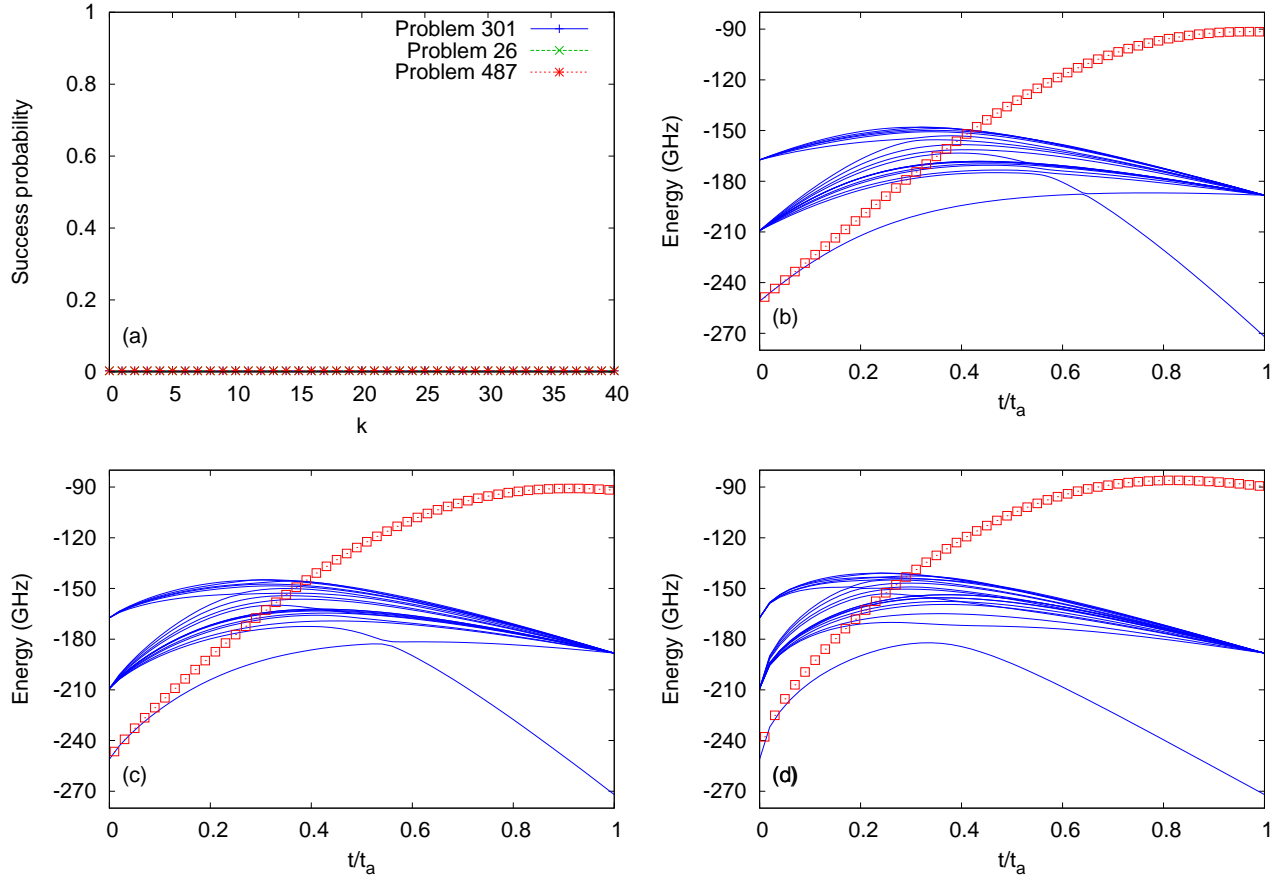 Success probability
1
0.8
0.6
0.4
0.2
0
0 5 10 15 20 25 30 35 40
k
Problem 301
Problem 26
Problem 487
(a)
Energy (GHz)
-90
-120
-150
-180
-210
-240
-270
0 0.2 0.4 0.6 0.8 1
t/ta
(b)
Energy (GHz)
-90
-120
-150
-180
-210
-240
-270
0 0.2 0.4 0.6 0.8 1
t/ta
(c)
Energy (GHz)
-90
-120
-150
-180
-210
-240
-270
0 0.2 0.4 0.6 0.8 1
t/ta
(d)